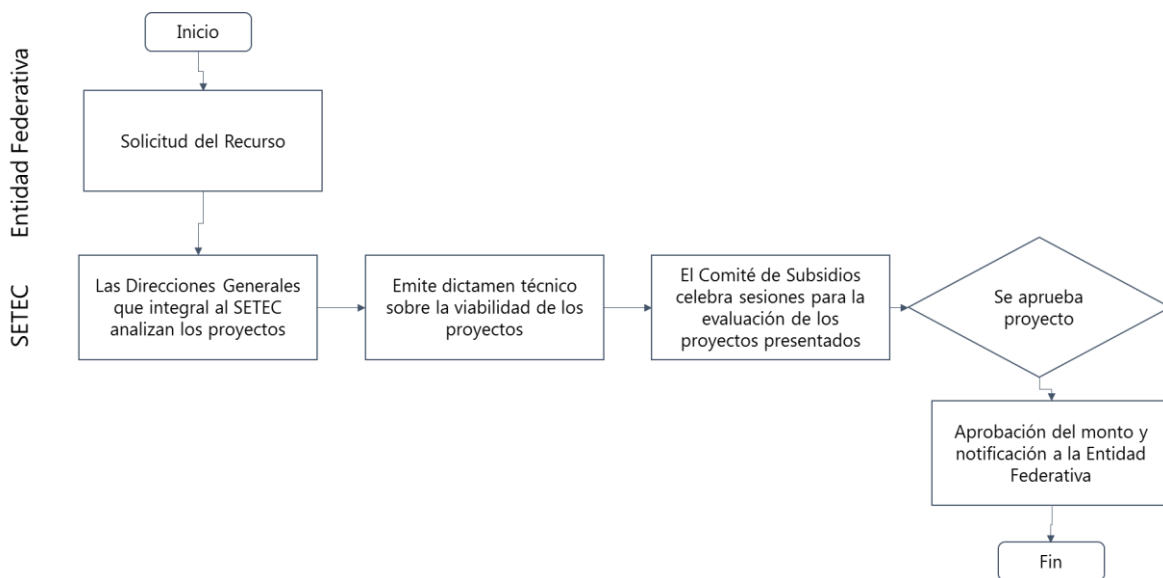 Entidad Federativa
Inicio
Solicitud del Recurso
SETEC
Las Direcciones Generales
que integral al SETEC
analizan los proyectos
Emite dictamen técnico
sobre la viabilidad de los
proyectos
El Comité de Subsidios
celebra sesiones para la
evaluación de los
proyectos presentados
Se aprueba
proyecto
Aprobación del monto y
notificación a la Entidad
Federativa
Fin